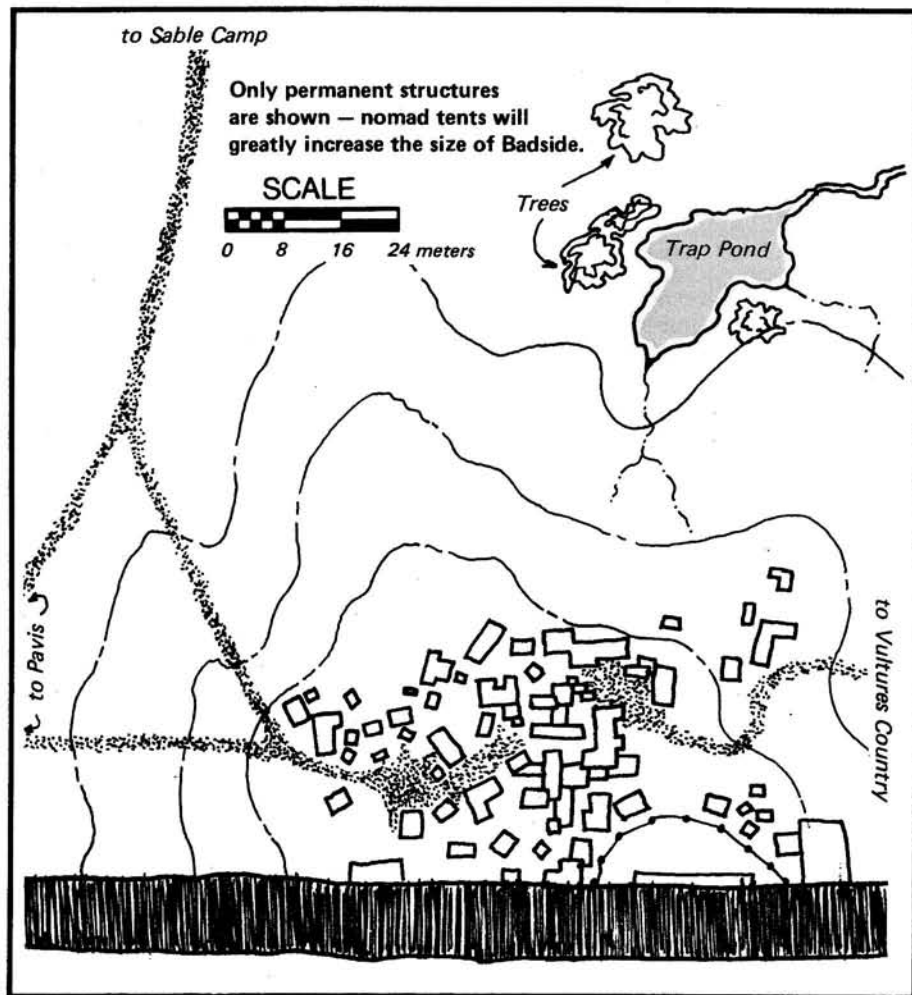 to Sable Camp
Only permanent structures
are shown — nomad tents will
greatly increase the size of Badside.
SCALE
0 8 16 24 meters
Trees
Trap Pond
to Pavis
to Vultures Country